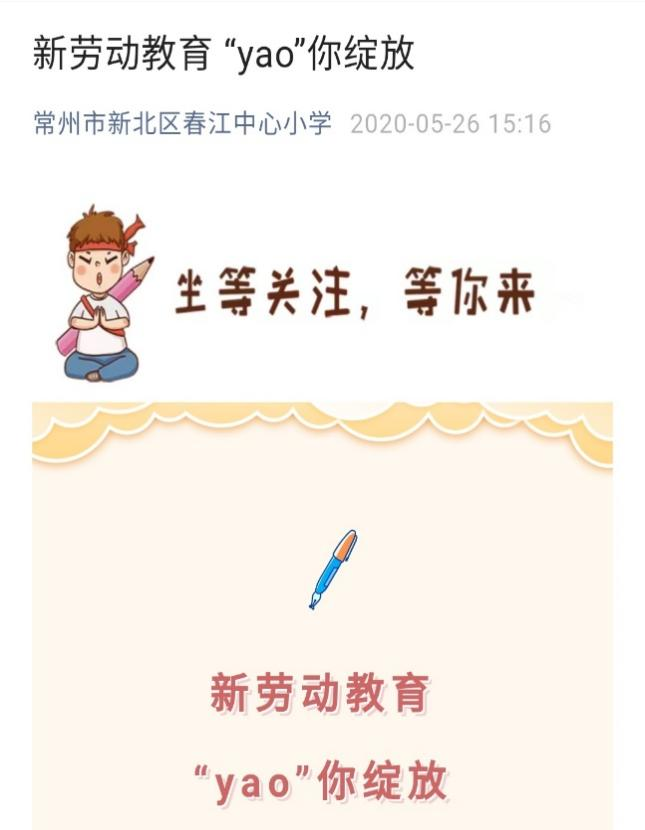 新劳动教育 “yao”你绽放
常州市新北区春江中心小学 2020-05-26 15:16
坐等关注，等你来
新劳动教育
“yao”你绽放